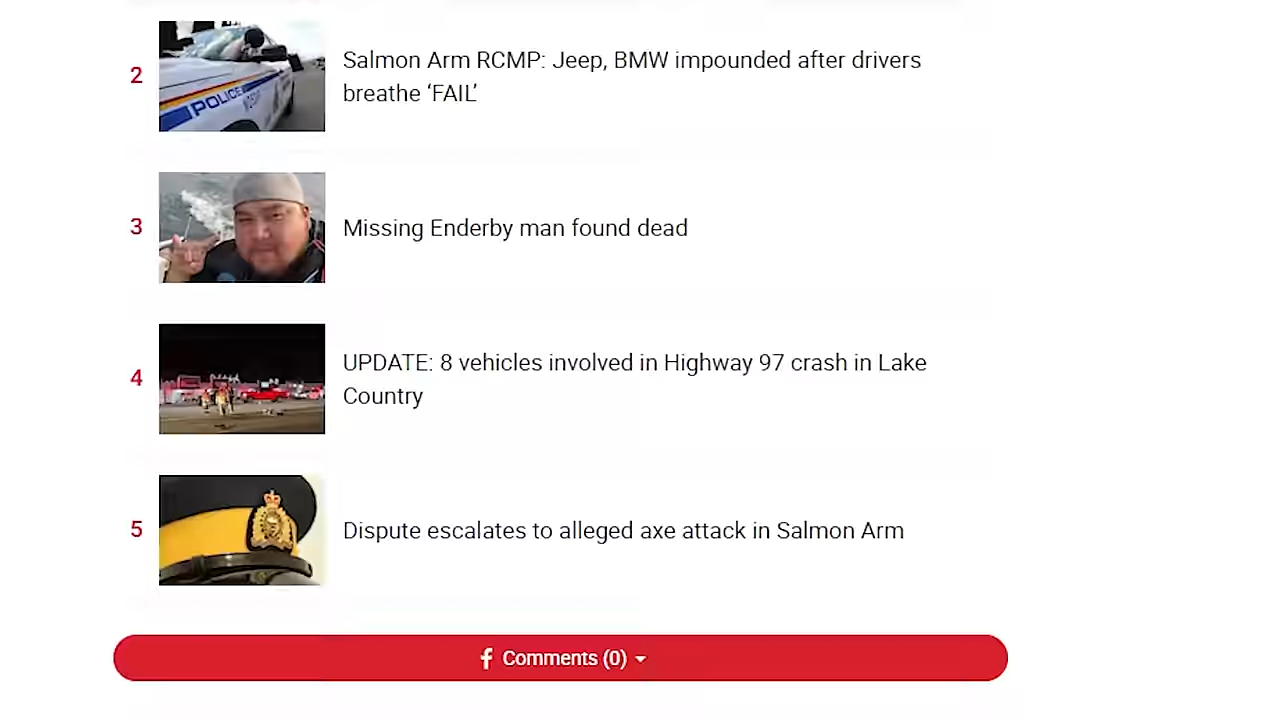 2
POLICE
Salmon Arm RCMP: Jeep, BMW impounded after drivers
breathe ‘FAIL’
3
Missing Enderby man found dead
4
UPDATE: 8 vehicles involved in Highway 97 crash in Lake
Country
5
Dispute escalates to alleged axe attack in Salmon Arm
Comments (0)